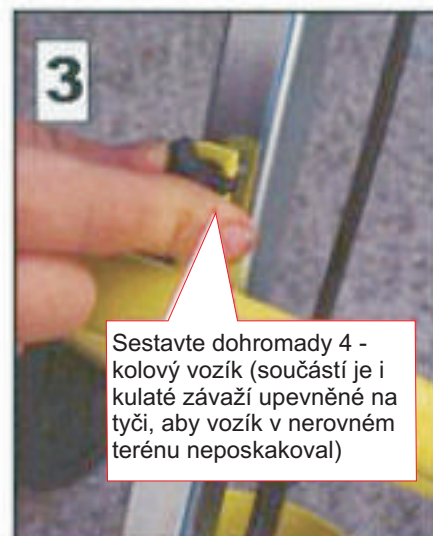 3
Sestavte dohromady 4 -
kolový vozík (součástí je i
kulaté závaží upevněné na
tyči, aby vozík v nerovném
terénu neposkakoval)